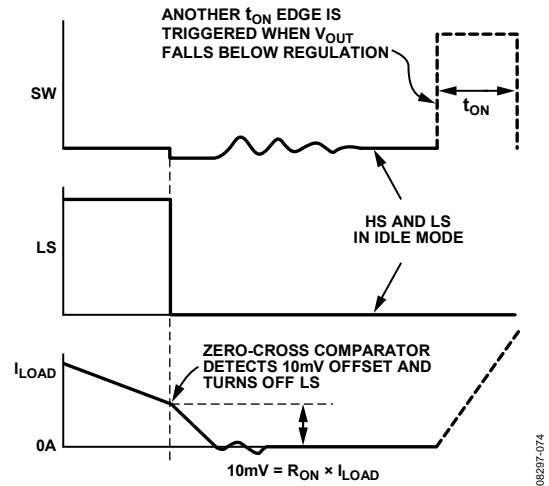 ANOTHER tON EDGE IS
TRIGGERED WHEN VOUT
FALLS BELOW REGULATION
SW
tON
HS AND LS
IN IDLE MODE
LS
ZERO-CROSS COMPARATOR
DETECTS 10mV OFFSET AND
TURNS OFF LS
ILOAD
0A
10mV = RON × ILOAD
08297-074